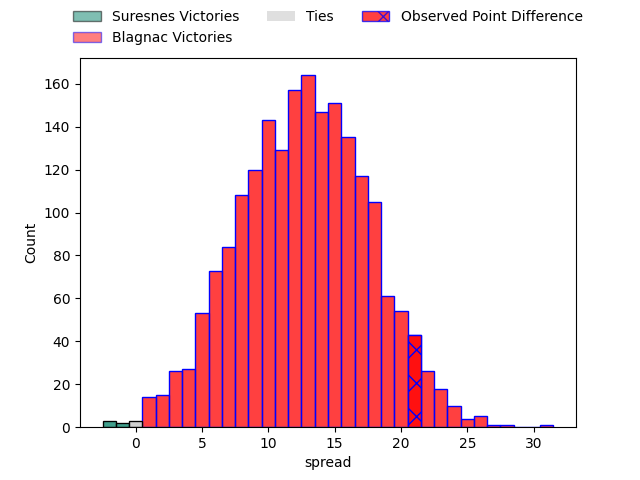 Suresnes Victories
Ties
Observed Point Difference
Blagnac Victories
160
140
120
100
80
60
40
20
0
Count
0 5 10 15 20 25 30
spread